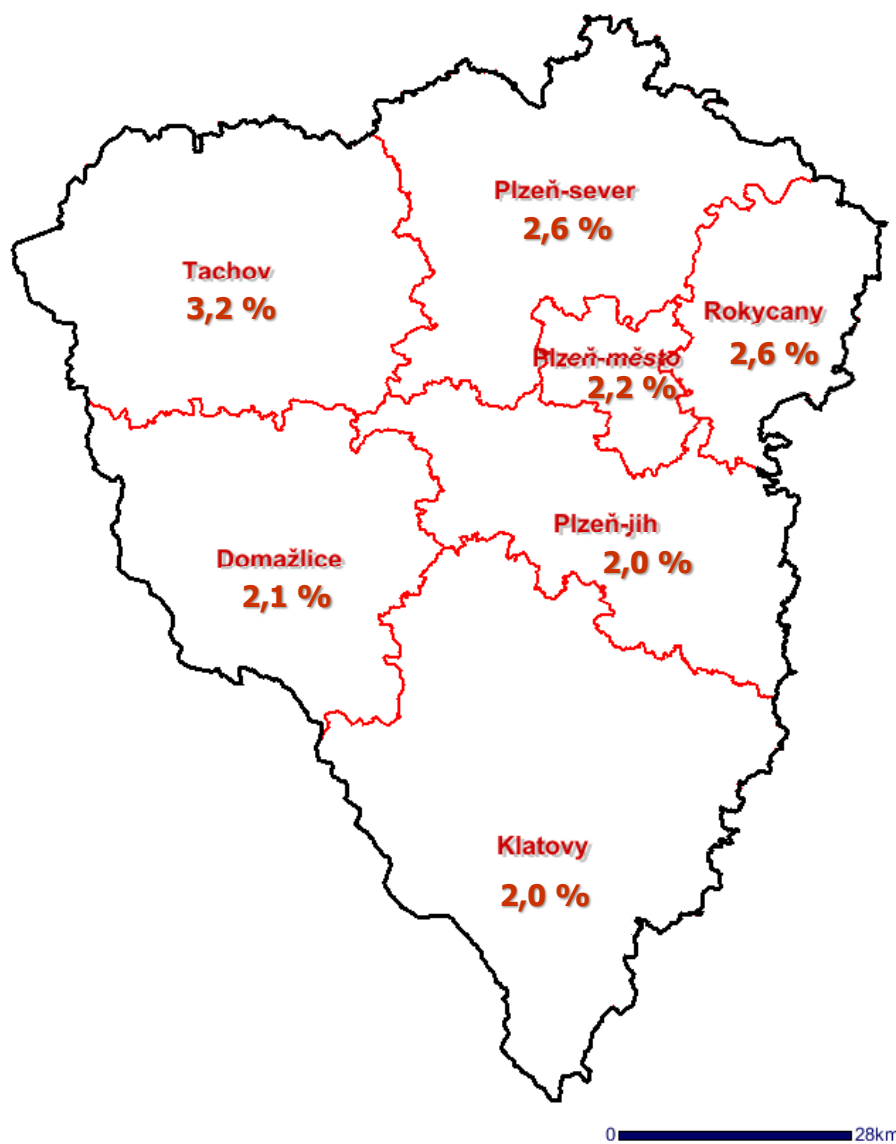 Plzeň-sever
2,6 %
Tachov
3,2 %
Rokycany
2,6 %
Plzeň-město
2,2 %
Plzeň-jih
2,0 %
Domažlice
2,1 %
Klatovy
2,0 %
0 28km